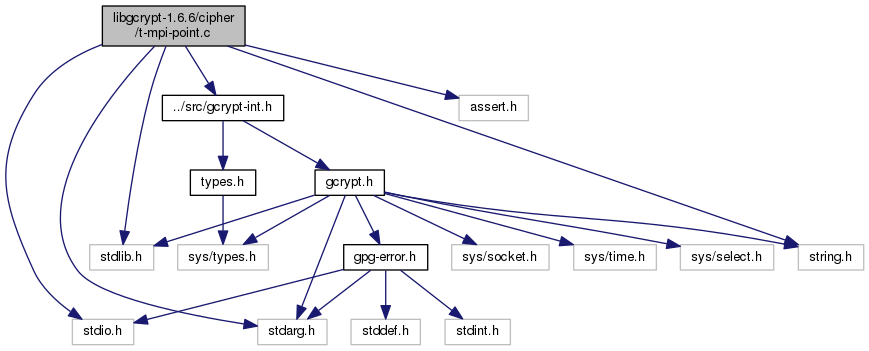 libgcrypt-1.6.6/cipher
/t-mpi-point.c
../src/gcrypt-int.h
assert.h
types.h
gcrypt.h
stdlib.h
sys/types.h
gpg-error.h
sys/socket.h
sys/time.h
sys/select.h
string.h
stdio.h
stdarg.h
stddef.h
stdint.h